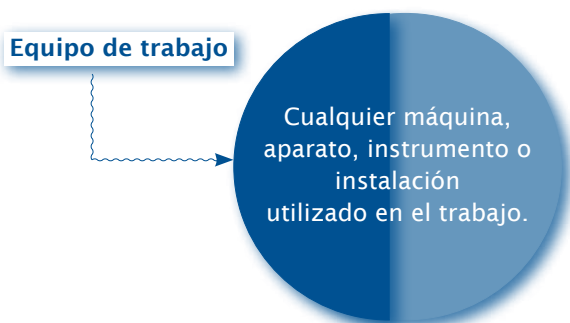 Equipo de trabajo
Cualquier máquina,
aparato, instrumento o
instalación
utilizado en el trabajo.